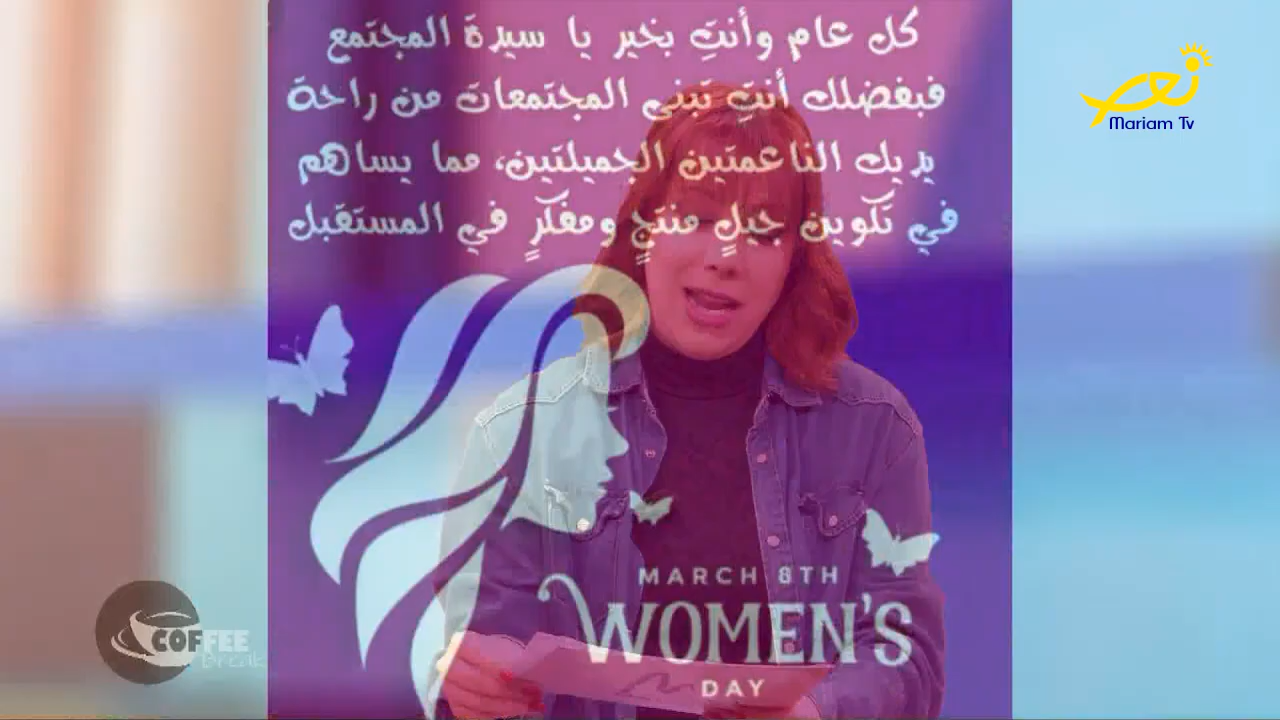 كل عام وأنتِ بخير يا سيدة المجتمع
فبفضلك أنتِ تبنى المجتمعات من راحة
يديك الناعمتين الجميلتين، مما يساهم
في تكوين جيلٍ منتجٍ ومفكرٍ في المستقبل
Mariam Tv
MARCH 8TH
WOMEN'S
DAY
COFFEE
Break